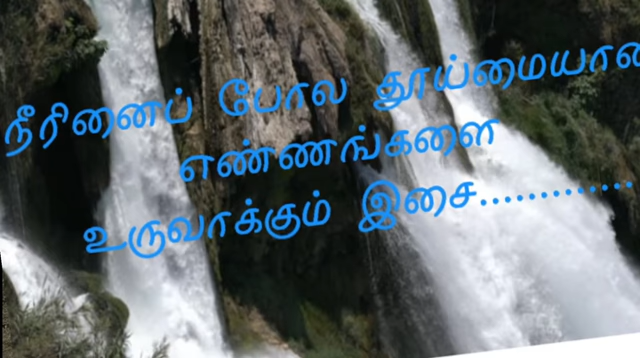 நீரினைப் போல தூய்மையான
எண்ணங்களை
உருவாக்கும் இசை.............